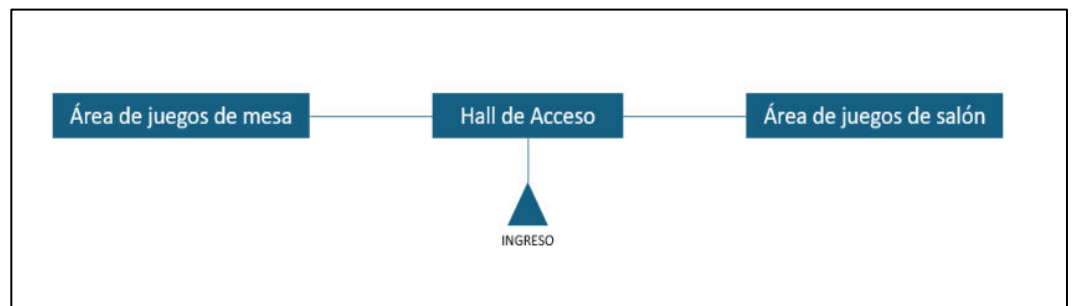 Área de juegos de mesa
Hall de Acceso
Área de juegos de salón
INGRESO